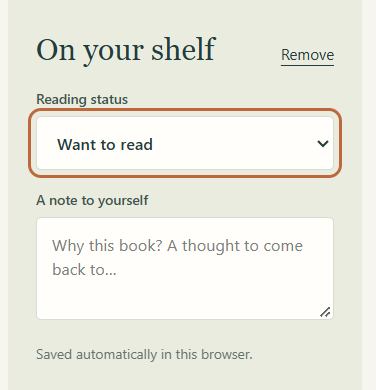 On your shelf
Remove
Reading status
Want to read
A note to yourself
Why this book? A thought to come
back to...
Saved automatically in this browser.